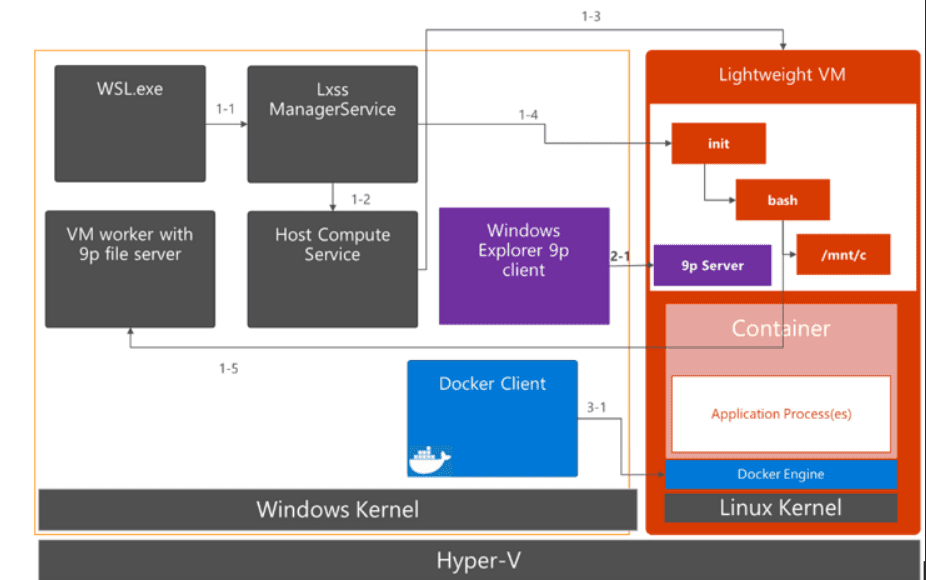 1-3
WSL.exe
1-1
Lxss
ManagerService
1-4
Lightweight VM
init
1-2
bash
VM worker with
9p file server
Host Compute
Service
Windows
Explorer 9p
client
2-1
9p Server
/mnt/c
Container
1-5
Docker Client
3-1
Application Process(es)
Docker Engine
Windows Kernel
Linux Kernel
Hyper-V